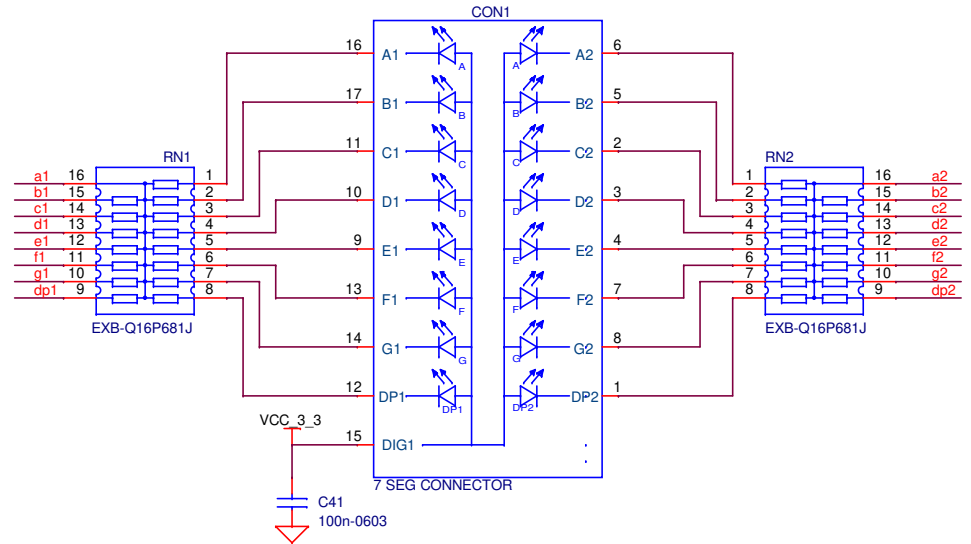 CON1
16 A1 A A A2 6
17 B1 B B B2 5
11 C1 C C C2 2
10 D1 D D D2 3
9 E1 E E E2 4
13 F1 F F F2 7
14 G1 G G G2 8
12 DP1 DP1 DP2 DP2 1
15 DIG1
7 SEG CONNECTOR
RN1
a1 16 1
b1 15 2
c1 14 3
d1 13 4
e1 12 5
f1 11 6
g1 10 7
dp1 9 8
EXB-Q16P681J
RN2
1 16 a2
2 15 b2
3 14 c2
4 13 d2
5 12 e2
6 11 f2
7 10 g2
8 9 dp2
EXB-Q16P681J
VCC_3_3
C41
100n-0603